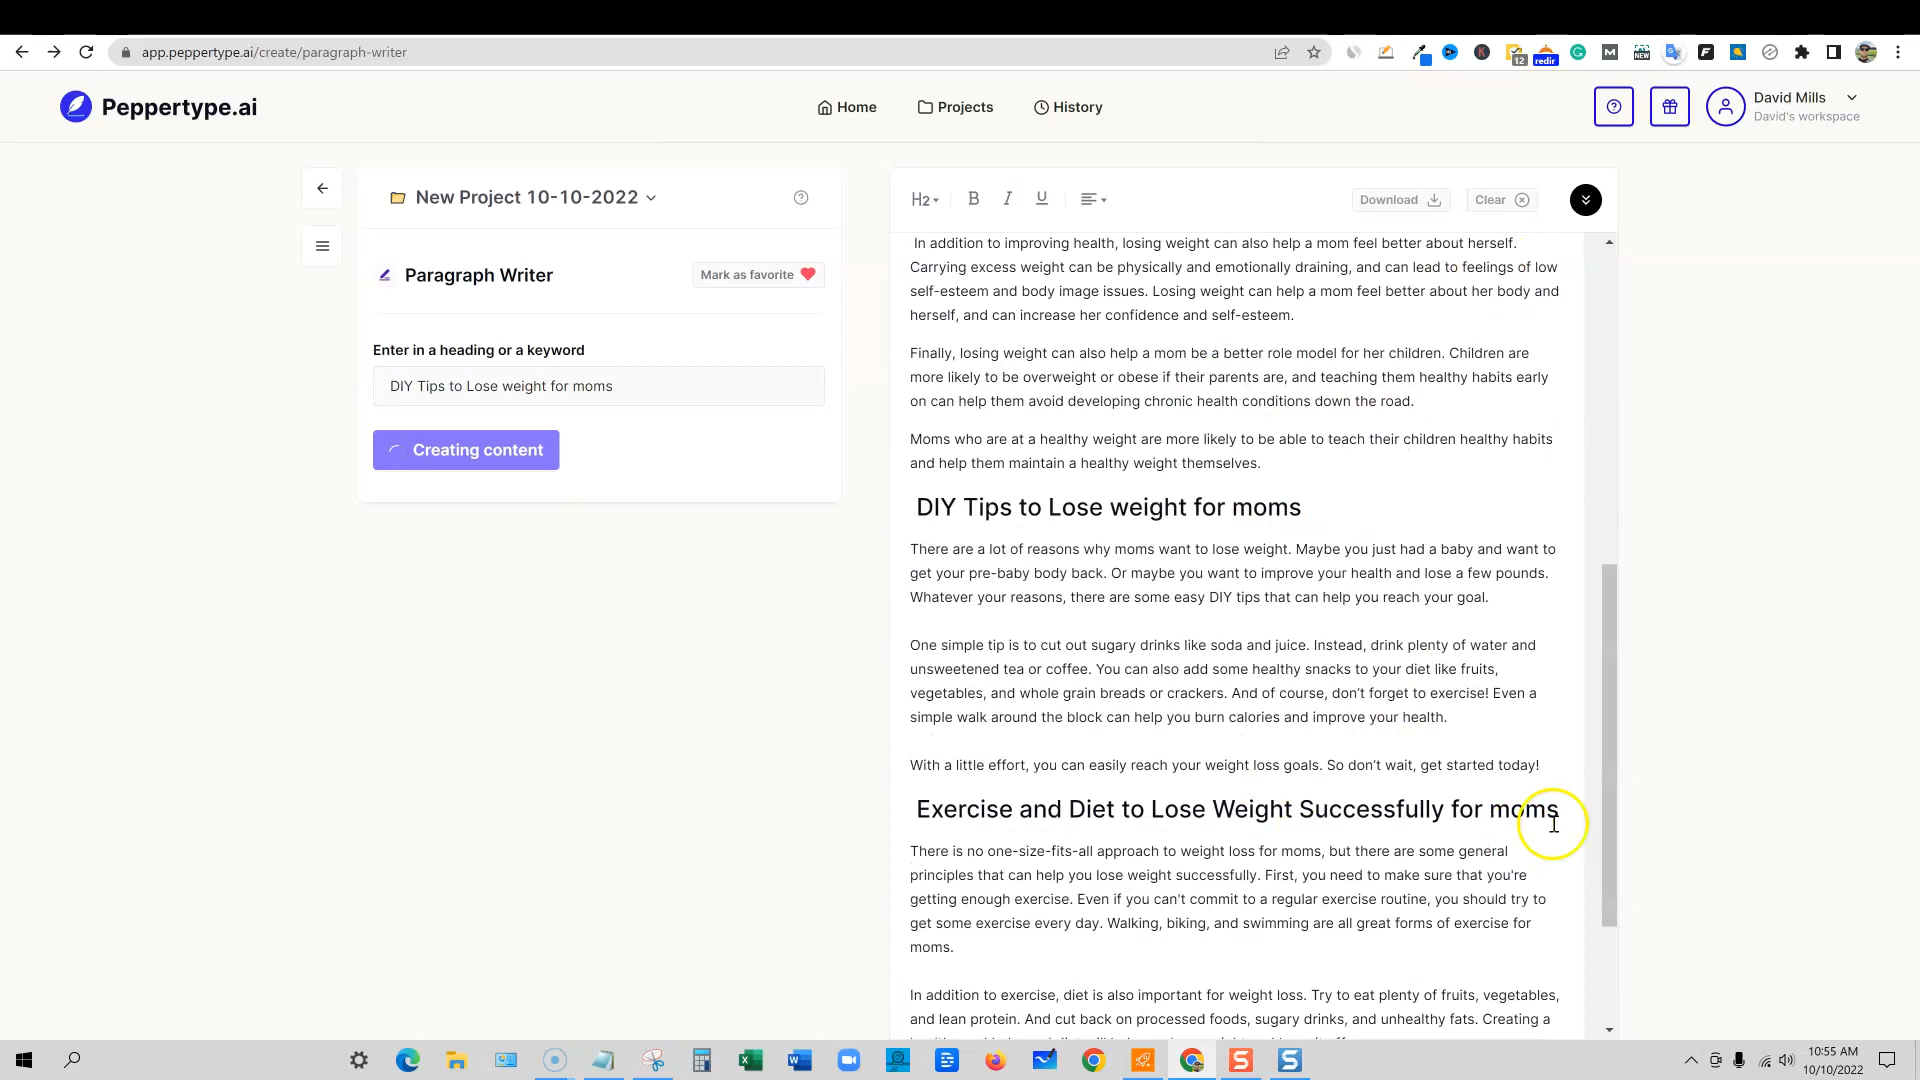 app.peppertype.ai/create/paragraph-writer
12
redir
NEW
Peppertype.ai
Home
Projects
History
David Mills
David's workspace
New Project 10-10-2022
H2
B I U
Download
Clear
Paragraph Writer
Mark as favorite
Enter in a heading or a keyword
DIY Tips to Lose weight for moms
Creating content
In addition to improving health, losing weight can also help a mom feel better about herself.
Carrying excess weight can be physically and emotionally draining, and can lead to feelings of low
self-esteem and body image issues. Losing weight can help a mom feel better about her body and
herself, and can increase her confidence and self-esteem.
Finally, losing weight can also help a mom be a better role model for her children. Children are
more likely to be overweight or obese if their parents are, and teaching them healthy habits early
on can help them avoid developing chronic health conditions down the road.
Moms who are at a healthy weight are more likely to be able to teach their children healthy habits
and help them maintain a healthy weight themselves.
DIY Tips to Lose weight for moms
There are a lot of reasons why moms want to lose weight. Maybe you just had a baby and want to
get your pre-baby body back. Or maybe you want to improve your health and lose a few pounds.
Whatever your reasons, there are some easy DIY tips that can help you reach your goal.
One simple tip is to cut out sugary drinks like soda and juice. Instead, drink plenty of water and
unsweetened tea or coffee. You can also add some healthy snacks to your diet like fruits,
vegetables, and whole grain breads or crackers. And of course, don't forget to exercise! Even a
simple walk around the block can help you burn calories and improve your health.
With a little effort, you can easily reach your weight loss goals. So don't wait, get started today!
Exercise and Diet to Lose Weight Successfully for moms
There is no one-size-fits-all approach to weight loss for moms, but there are some general
principles that can help you lose weight successfully. First, you need to make sure that you're
getting enough exercise. Even if you can't commit to a regular exercise routine, you should try to
get some exercise every day. Walking, biking, and swimming are all great forms of exercise for
moms.
In addition to exercise, diet is also important for weight loss. Try to eat plenty of fruits, vegetables,
and lean protein. And cut back on processed foods, sugary drinks, and unhealthy fats. Creating a
10:55 AM
10/10/2022